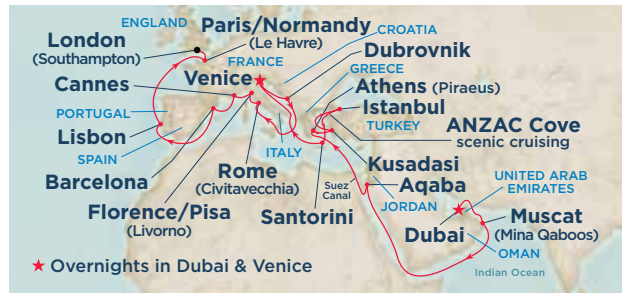 ENGLAND
Paris/Normandy
(Le Havre)
London
(Southampton)
CROATIA
FRANCE
Dubrovnik
Venice
GREECE
Cannes
Athens (Piraeus)
Istanbul
PORTUGAL
TURKEY
ANZAC Cove
scenic cruising
Lisbon
SPAIN
ITALY
Kusadasi
Barcelona
Rome
(Civitavecchia)
Suez
Canal
Aqaba
UNITED ARAB
EMIRATES
JORDAN
Florence/Pisa
(Livorno)
Santorini
Muscat
(Mina Qaboos)
Dubai
OMAN
★ Overnights in Dubai & Venice
Indian Ocean